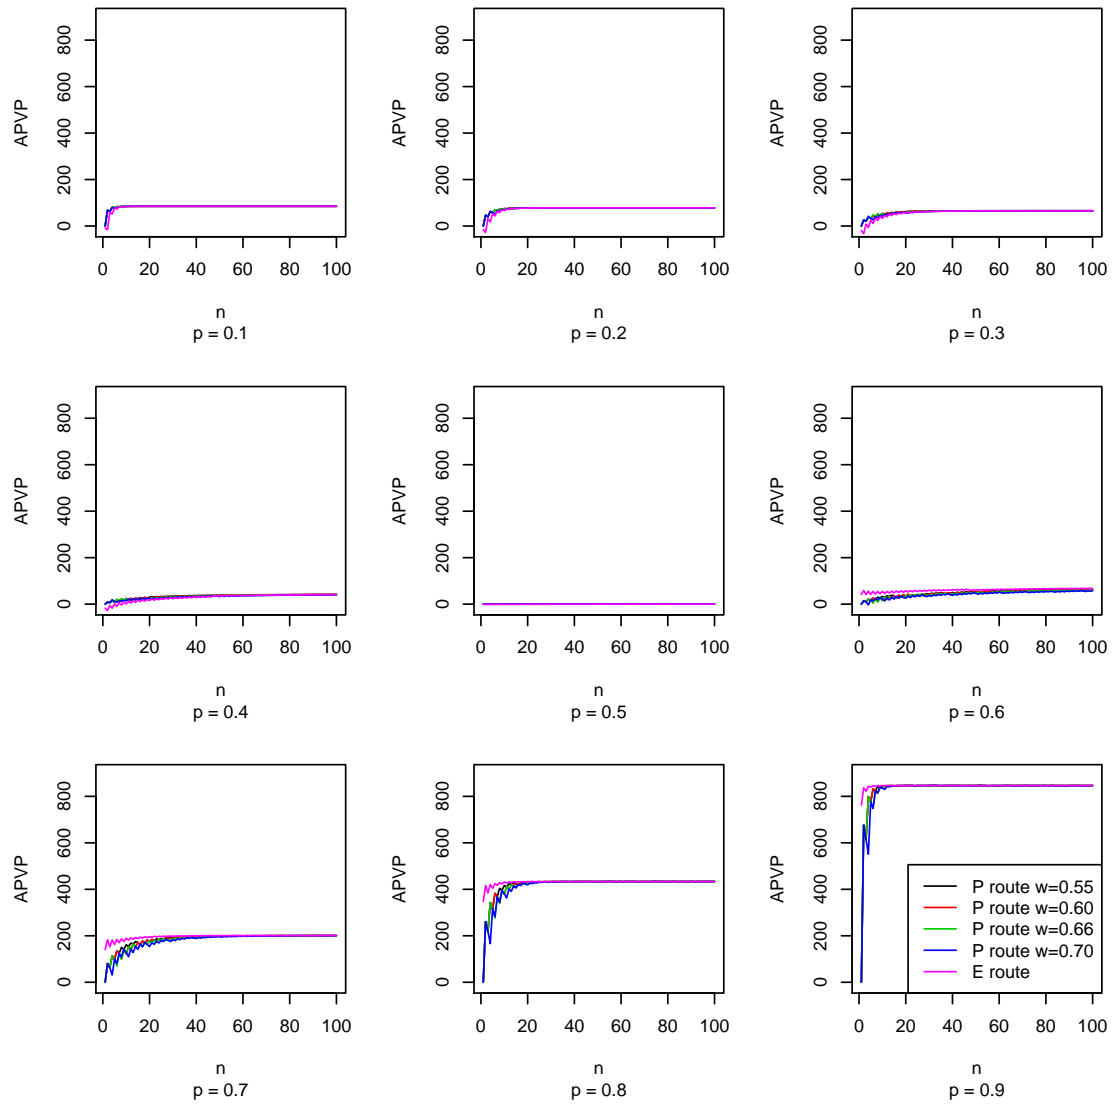 APVP
0 200 400 600 800
0 20 40 60 80 100
n
p = 0.1
APVP
0 200 400 600 800
0 20 40 60 80 100
n
p = 0.2
APVP
0 200 400 600 800
0 20 40 60 80 100
n
p = 0.3
APVP
0 200 400 600 800
0 20 40 60 80 100
n
p = 0.4
APVP
0 200 400 600 800
0 20 40 60 80 100
n
p = 0.5
APVP
0 200 400 600 800
0 20 40 60 80 100
n
p = 0.6
APVP
0 200 400 600 800
0 20 40 60 80 100
n
p = 0.7
APVP
0 200 400 600 800
0 20 40 60 80 100
n
p = 0.8
APVP
0 200 400 600 800
P route w=0.55
P route w=0.60
P route w=0.66
P route w=0.70
E route
0 20 40 60 80 100
n
p = 0.9